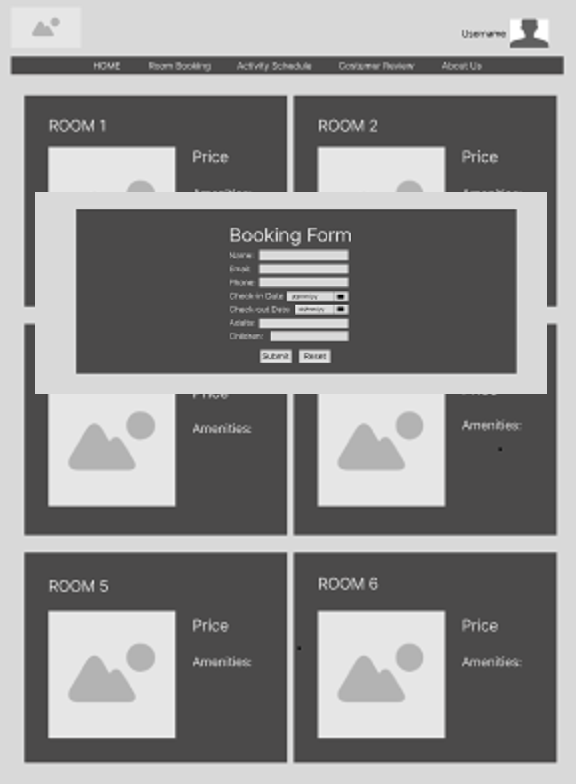 Username
HOME Room Booking Activity Schedule Costumer Review About Us
ROOM 1
Price
ROOM 2
Price
Amenities:
Amenities:
Booking Form
Name:
Email:
Phone:
Check-in Date
Check-out Date
Adults:
Children:
Submit Reset
Price
Amenities:
Price
Amenities:
ROOM 5
Price
Amenities:
ROOM 6
Price
Amenities: